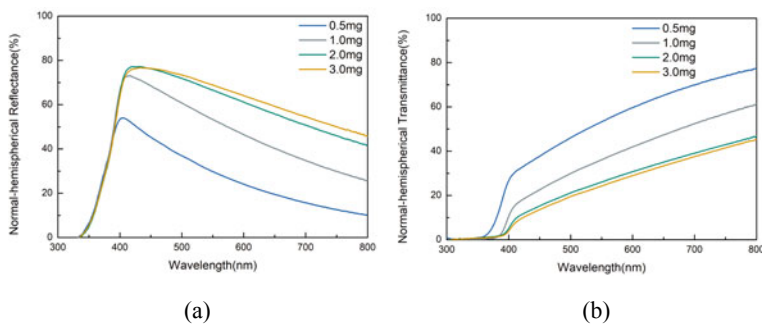 Normal-hemispherical Reflectance(%)
100
80
60
40
20
0
300 400 500 600 700 800
Wavelength(nm)
0.5mg
1.0mg
2.0mg
3.0mg
(a)
Normal-hemispherical Transmittance(%)
100
80
60
40
20
0
300 400 500 600 700 800
Wavelength(nm)
0.5mg
1.0mg
2.0mg
3.0mg
(b)